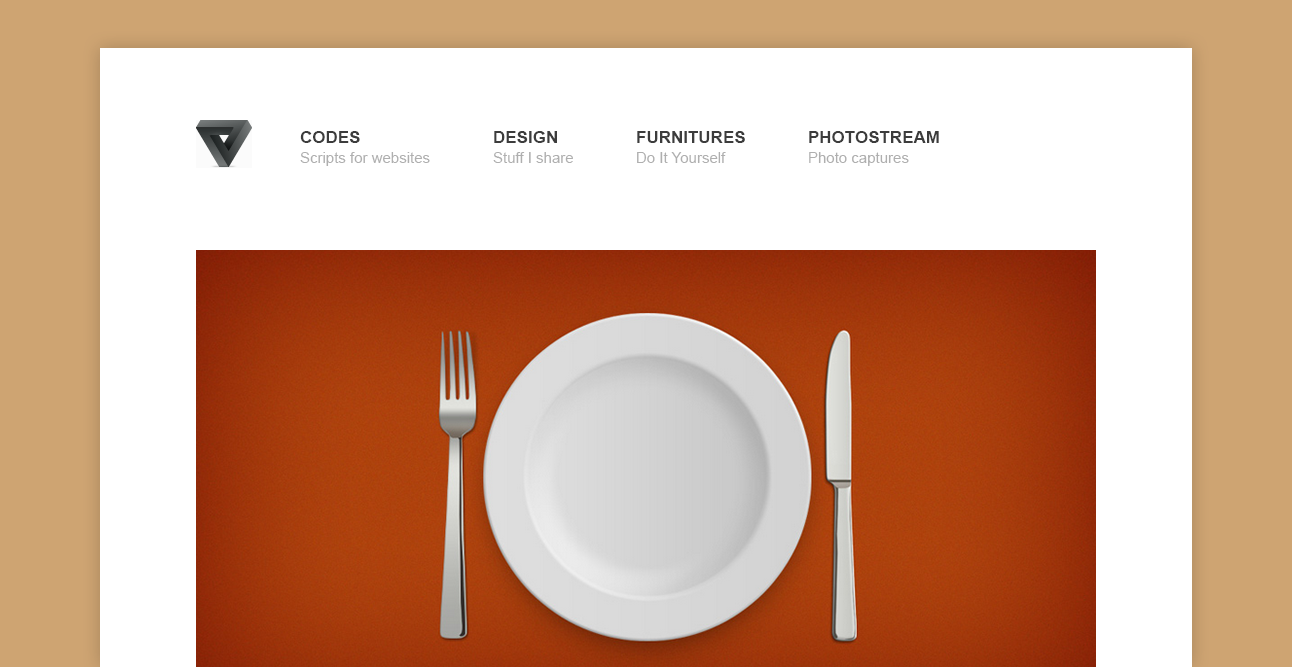 CODES
Scripts for websites
DESIGN
Stuff I share
FURNITURES
Do It Yourself
PHOTOSTREAM
Photo captures